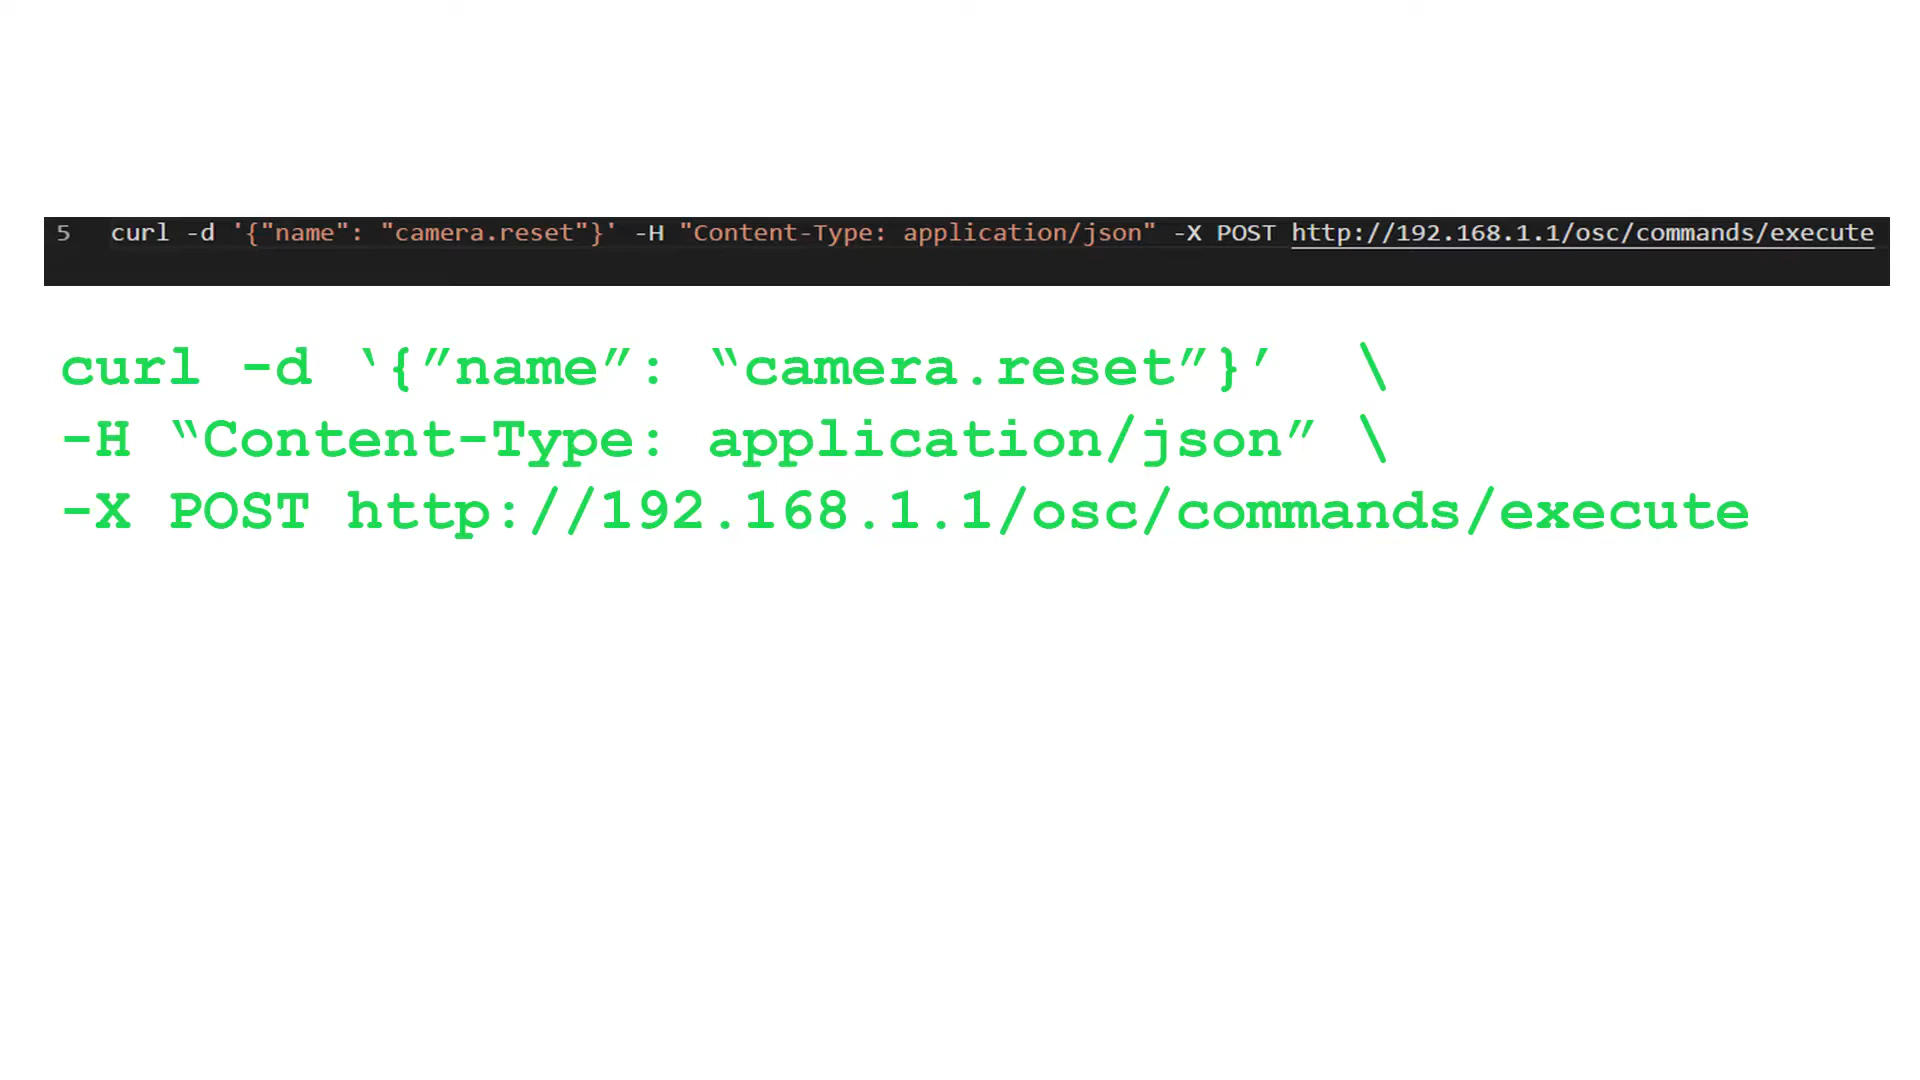 5 curl -d '{"name": "camera.reset"}' -H "Content-Type: application/json" -X POST http://192.168.1.1/osc/commands/execute
curl -d ‘{”name”: “camera.reset”}’ \
-H “Content-Type: application/json” \
-X POST http://192.168.1.1/osc/commands/execute